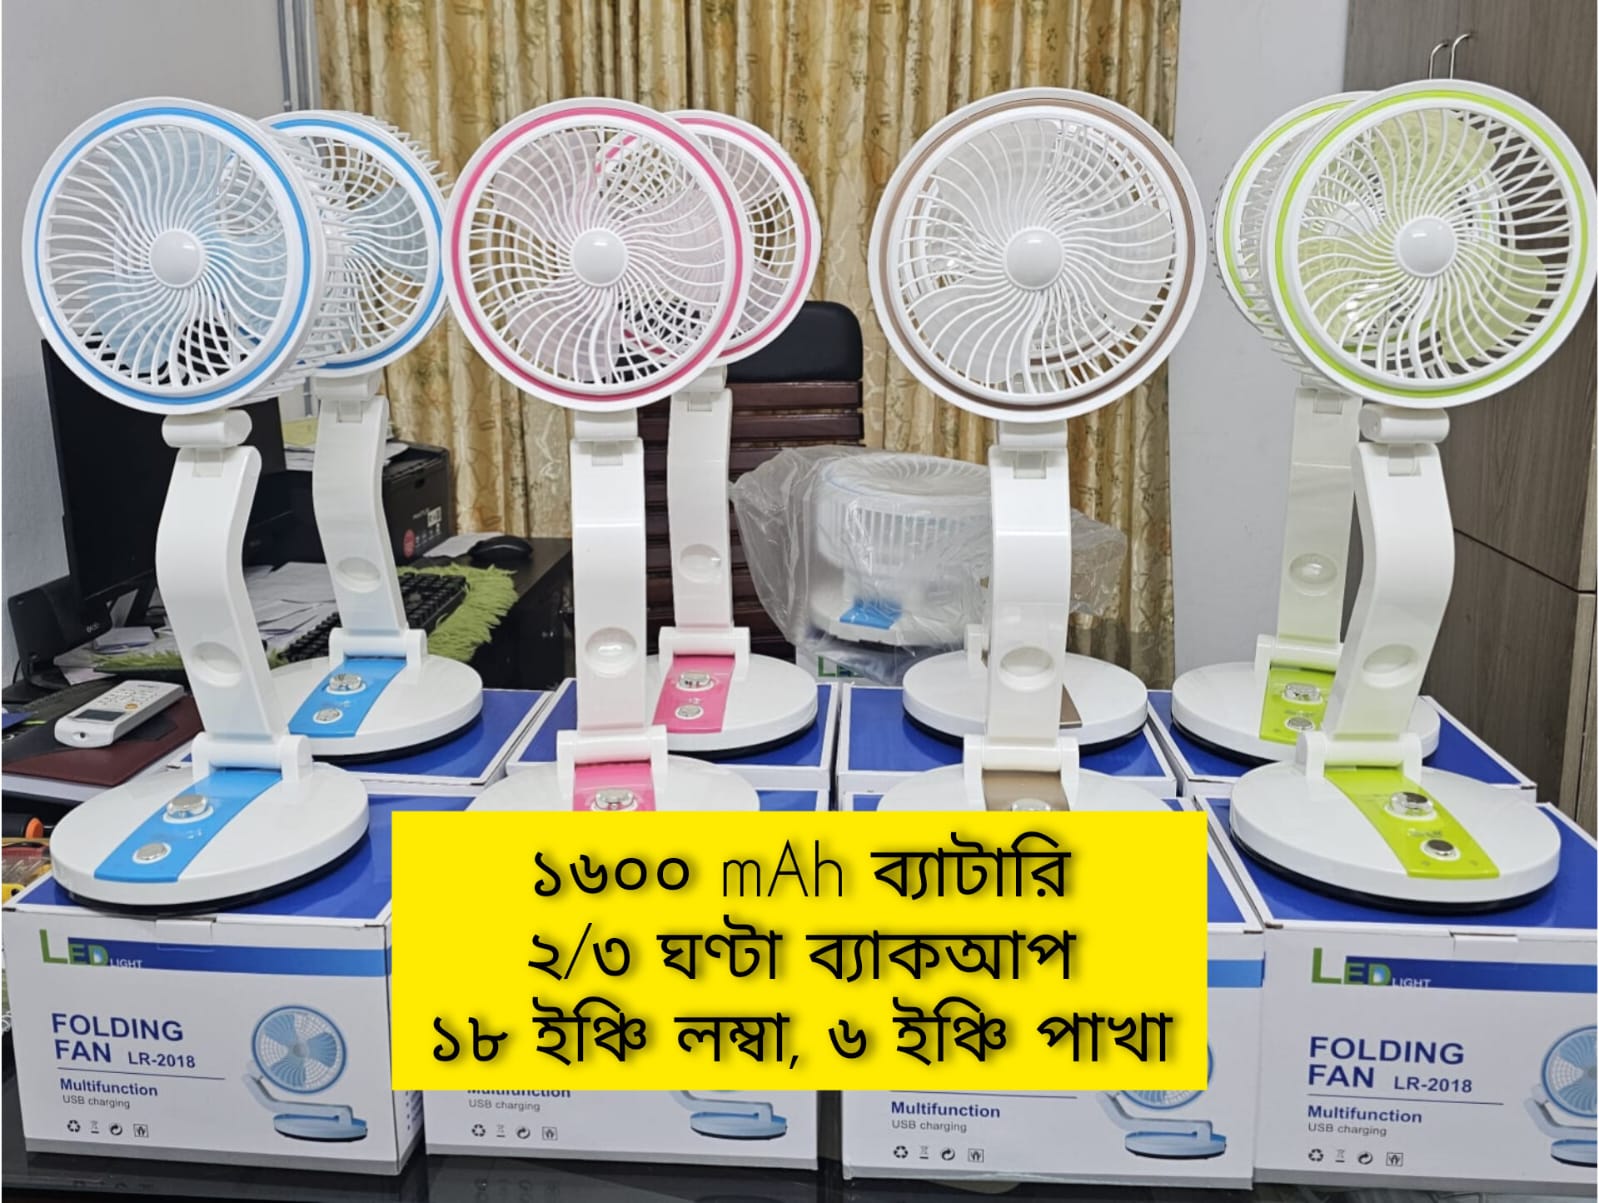 ১৬০০ mAh ব্যাটারি
২/৩ ঘণ্টা ব্যাকআপ
১৮ ইঞ্চি লম্বা, ৬ ইঞ্চি পাখা
LED LIGHT
FOLDING
FAN LR-2018
Multifunction
USB charging
Multifunction
USB charging
Multifunction
USB charging
LED LIGHT
FOLDING
FAN LR-2018
Multifunction
USB charging